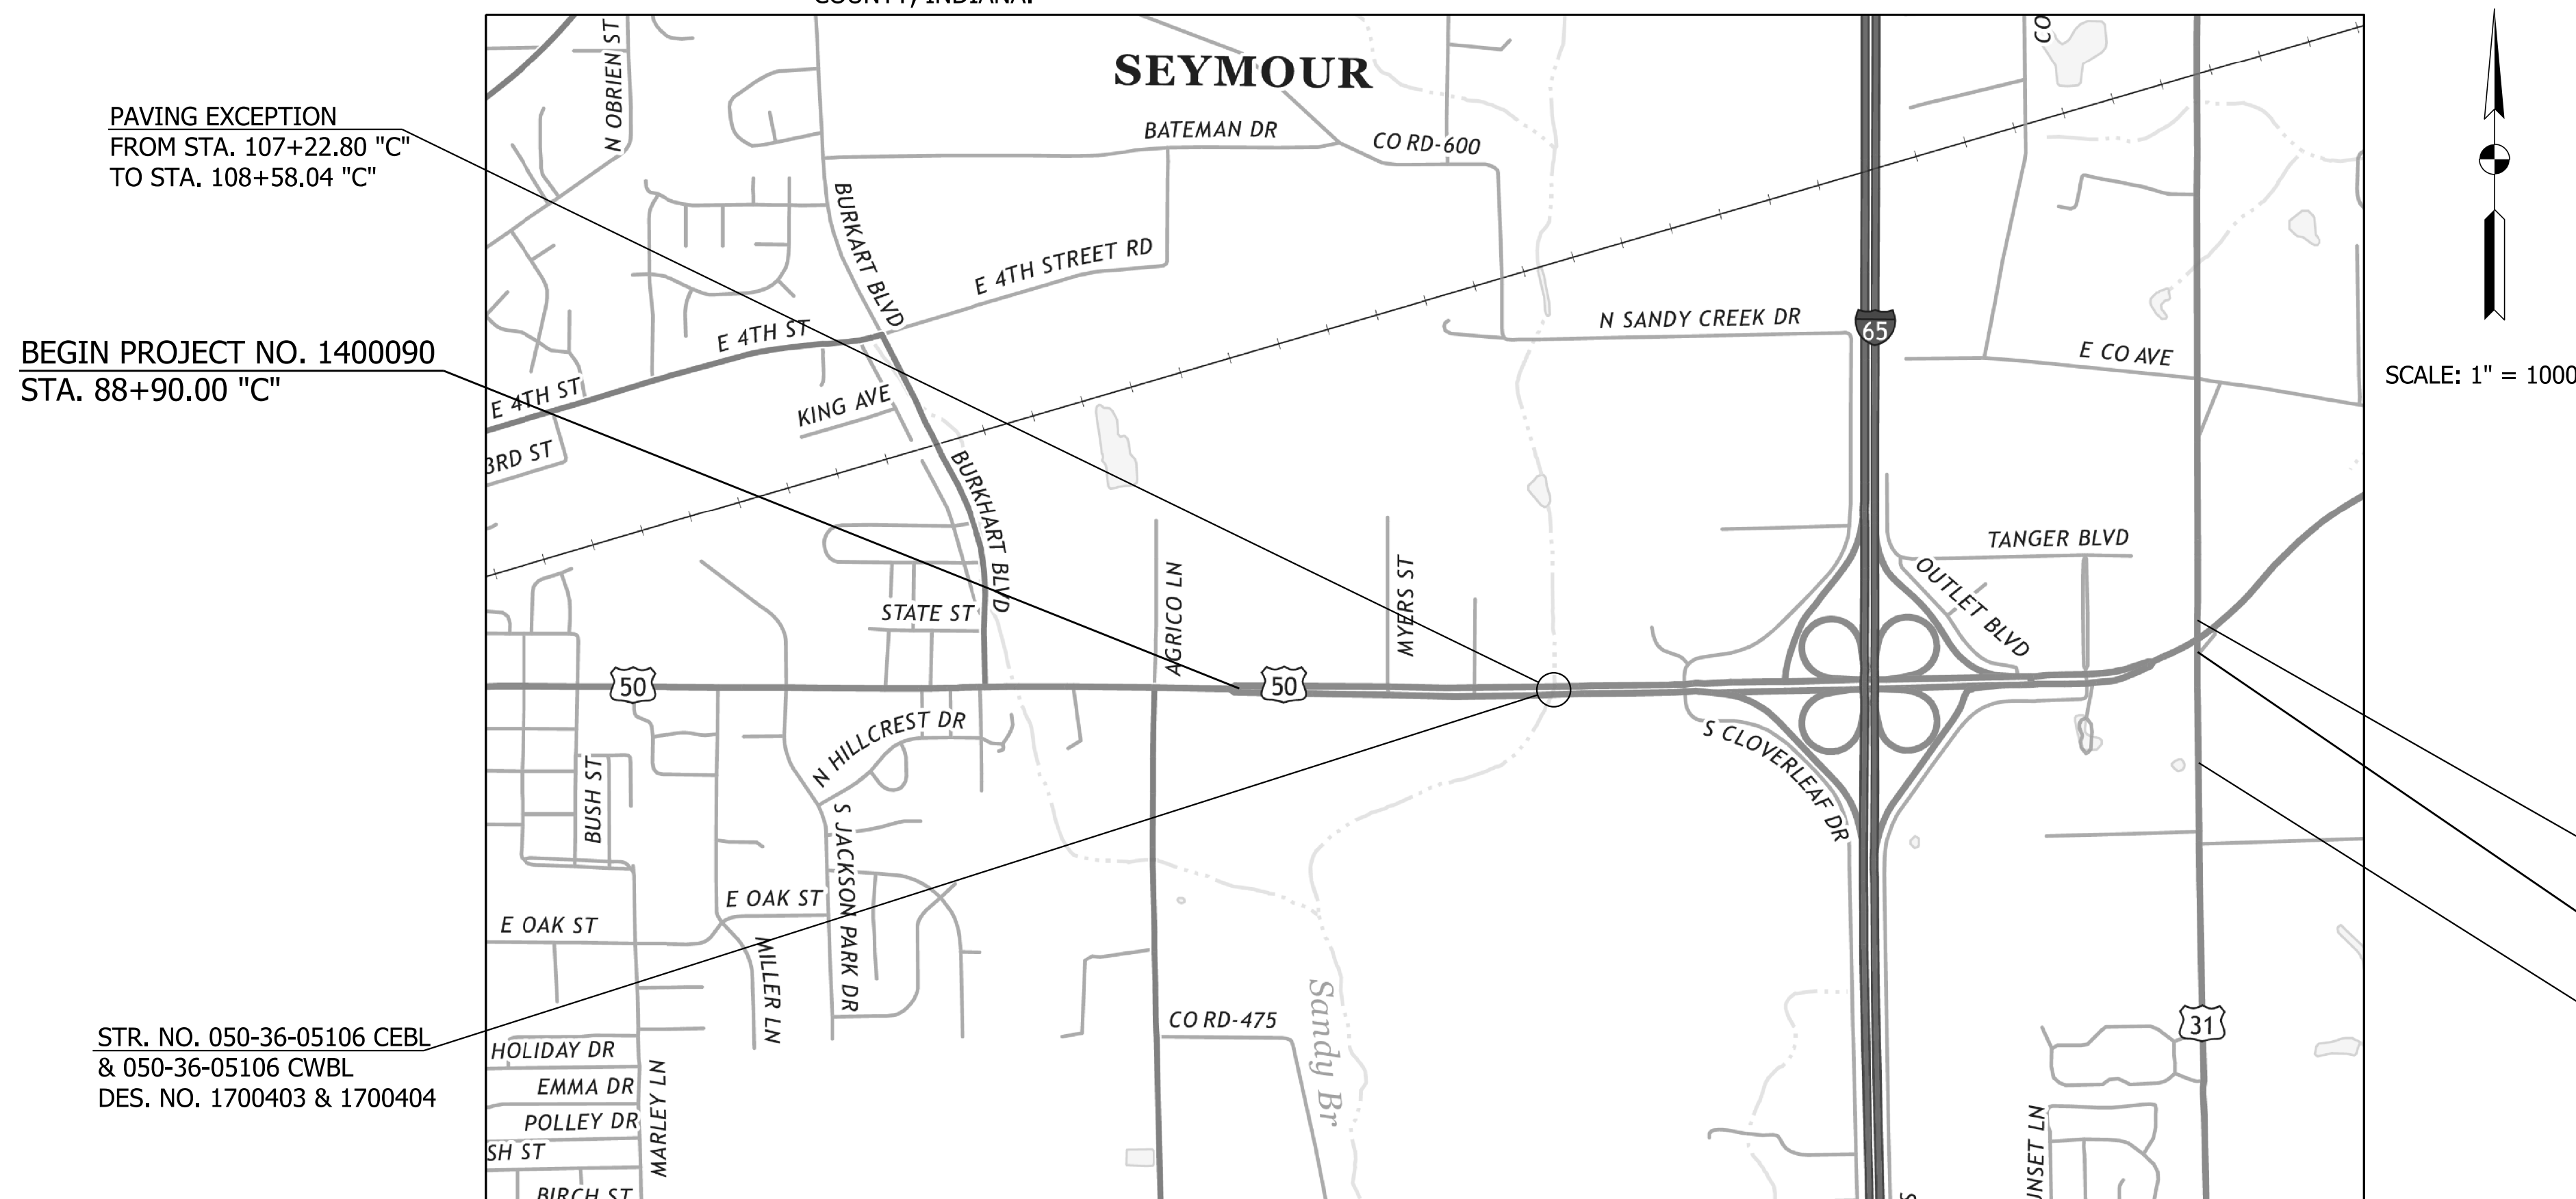 COUNTY, INDIANA.
N OBRIEN ST
SEYMOUR
CO
PAVING EXCEPTION
FROM STA. 107+22.80 "C"
TO STA. 108+58.04 "C"
BATEMAN DR
CO RD-600
BURKART BLVD
E 4TH STREET RD
E 4TH ST
N SANDY CREEK DR
65
E CO AVE
BEGIN PROJECT NO. 1400090
STA. 88+90.00 "C"
SCALE: 1" = 1000
E 4TH ST
KING AVE
3RD ST
BURKHART BLVD
TANGER BLVD
OUTLET BLVD
AGRICO LN
MYERS ST
STATE ST
50
50
N HILLCREST DR
S CLOVERLEAF DR
BUSH ST
S JACKSON PARK DR
E OAK ST
E OAK ST
MILLER LN
Sandy Br
CO RD-475
31
STR. NO. 050-36-05106 CEBL
& 050-36-05106 CWBL
DES. NO. 1700403 & 1700404
HOLIDAY DR
EMMA DR
POLLEY DR
SH ST
MARLEY LN
BIRCH ST
UNSET LN
S